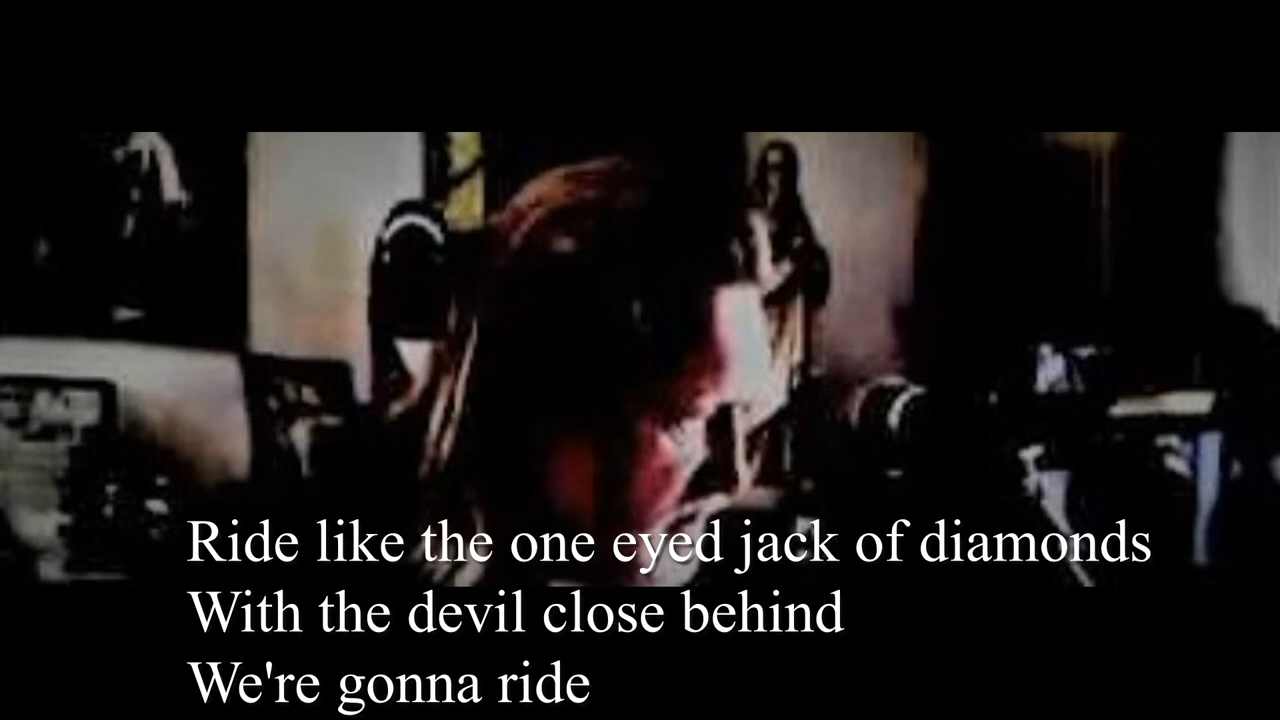 Ride like the one eyed jack of diamonds
With the devil close behind
We're gonna ride